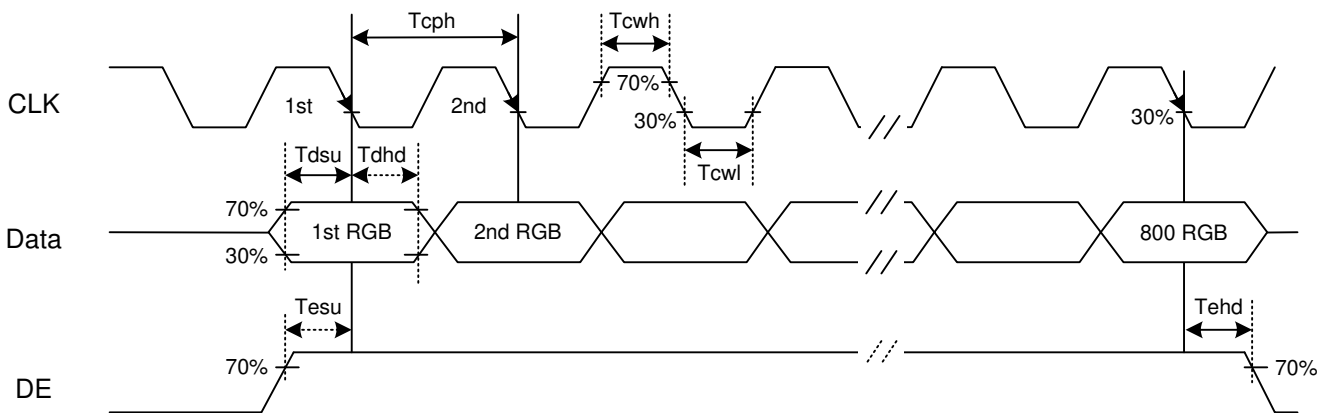 Tcph
Tcwh
CLK
1st
2nd
70%
30%
30%
Tdsu
Tdhd
Tcwl
70%
Data
1st RGB
2nd RGB
800 RGB
30%
Tesu
Tehd
70%
70%
DE